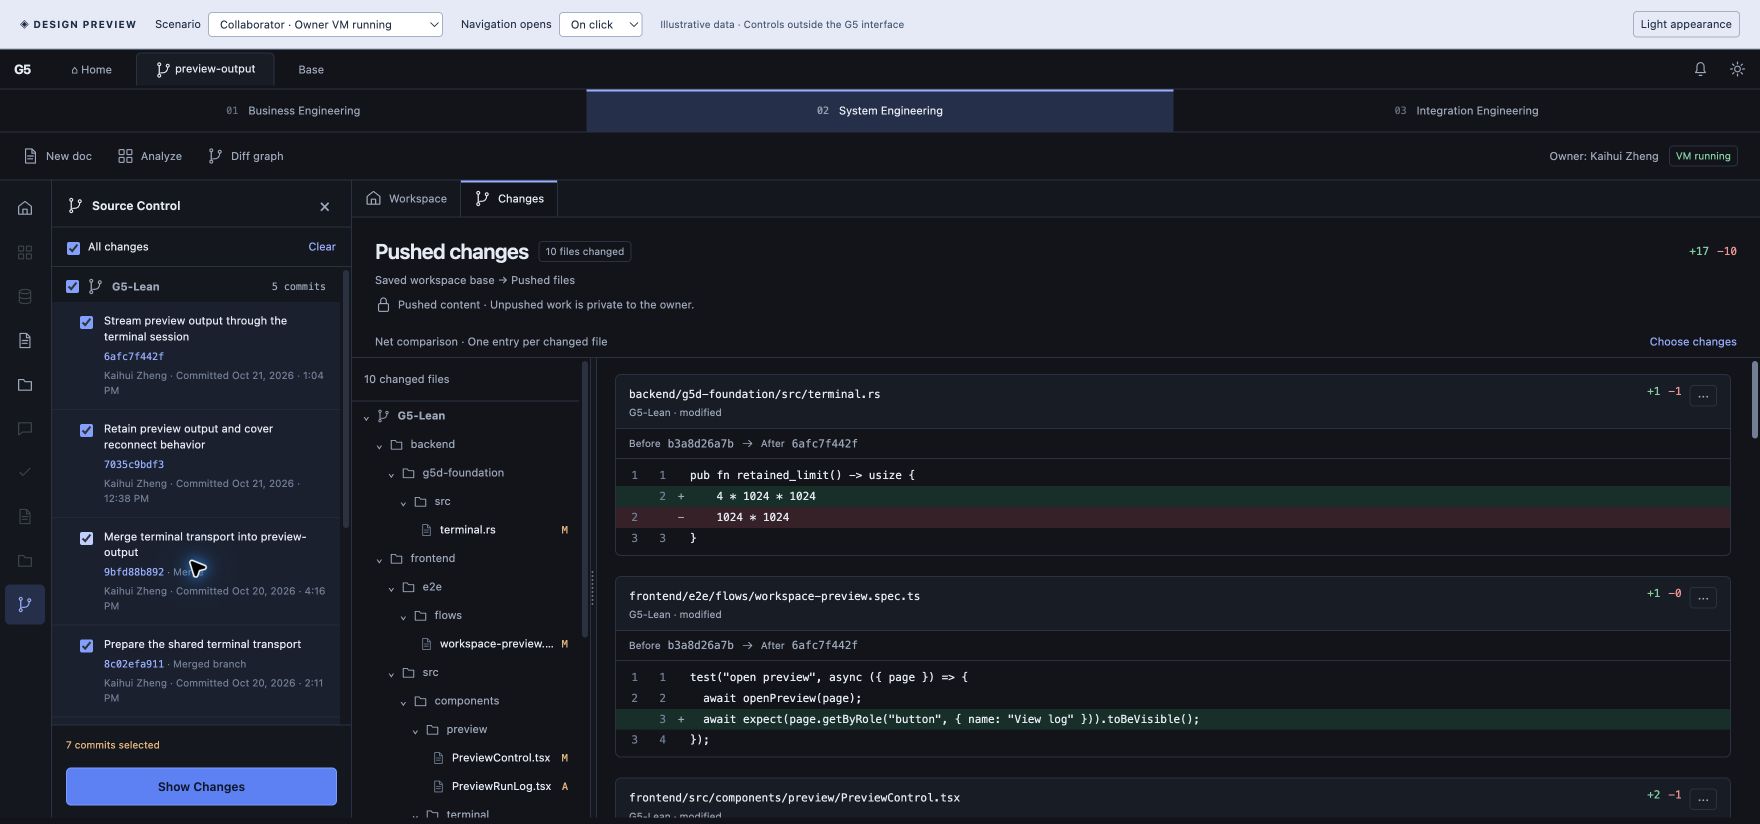 DESIGN PREVIEW Scenario Collaborator · Owner VM running Navigation opens On click Illustrative data · Controls outside the G5 interface Light appearance
G5 Home preview-output Base
01 Business Engineering 02 System Engineering 03 Integration Engineering
New doc Analyze Diff graph Owner: Kaihui Zheng VM running
Source Control
All changes Clear
G5-Lean 5 commits
Stream preview output through the
terminal session
6afc7f442f
Kaihui Zheng · Committed Oct 21, 2026 · 1:04
PM
Retain preview output and cover
reconnect behavior
7035c9bdf3
Kaihui Zheng · Committed Oct 21, 2026 ·
12:38 PM
Merge terminal transport into preview-
output
9bfd88b892 ·
Kaihui Zheng · Committed Oct 20, 2026 · 4:16
PM
Prepare the shared terminal transport
8c02efa911 · Merged branch
Kaihui Zheng · Committed Oct 20, 2026 · 2:11
PM
7 commits selected
Show Changes
Workspace Changes
Pushed changes 10 files changed +17 −10
Saved workspace base → Pushed files
Pushed content · Unpushed work is private to the owner.
Net comparison · One entry per changed file Choose changes
10 changed files
G5-Lean
backend
g5d-foundation
src
terminal.rs M
frontend
e2e
flows
workspace-preview.... M
src
components
preview
PreviewControl.tsx M
PreviewRunLog.tsx A
terminal
backend/g5d-foundation/src/terminal.rs +1 −1 ...
G5-Lean · modified
Before b3a8d26a7b → After 6afc7f442f
1 1 pub fn retained_limit() -> usize {
2 + 4 * 1024 * 1024
2 − 1024 * 1024
3 3 }
frontend/e2e/flows/workspace-preview.spec.ts +1 −0 ...
G5-Lean · modified
Before b3a8d26a7b → After 6afc7f442f
1 1 test("open preview", async ({ page }) => {
2 2 await openPreview(page);
3 + await expect(page.getByRole("button", { name: "View log" })).toBeVisible();
3 4 });
frontend/src/components/preview/PreviewControl.tsx +2 −1 ...
G5-Lean · modified